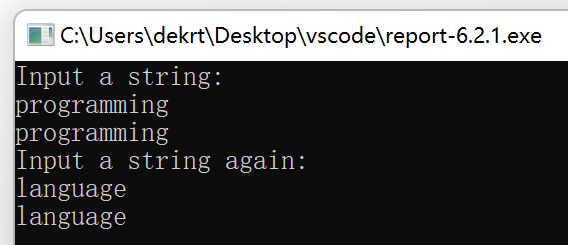 C:\Users\dekrt\Desktop\vscode\report-6.2.1.exe
Input a string:
programming
programming
Input a string again:
language
language